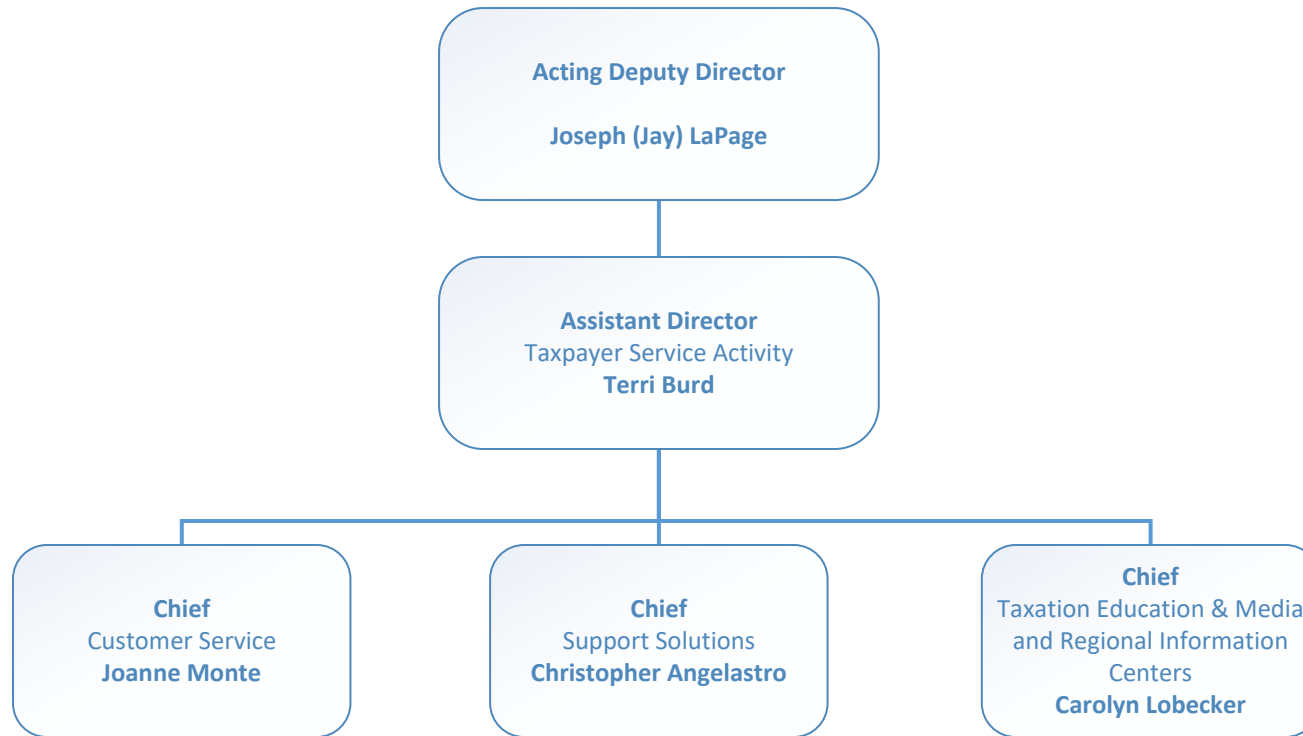 Acting Deputy Director
Joseph (Jay) LaPage
Assistant Director
Taxpayer Service Activity
Terri Burd
Chief
Customer Service
Joanne Monte
Chief
Support Solutions
Christopher Angelastro
Chief
Taxation Education & Media
and Regional Information
Centers
Carolyn Lobecker